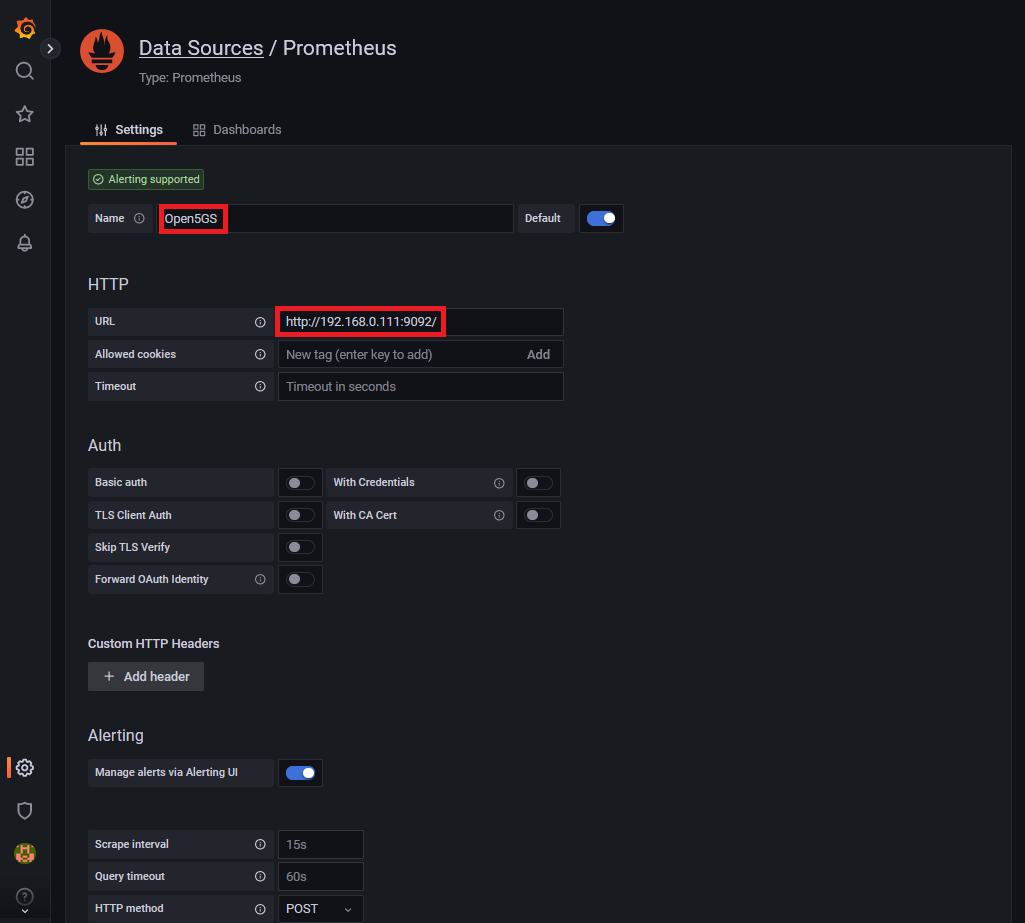 Data Sources / Prometheus
Type: Prometheus
Settings Dashboards
Alerting supported
Name Open5GS Default
HTTP
URL http://192.168.0.111:9092/
Allowed cookies New tag (enter key to add) Add
Timeout Timeout in seconds
Auth
Basic auth With Credentials
TLS Client Auth With CA Cert
Skip TLS Verify
Forward OAuth Identity
Custom HTTP Headers
+ Add header
Alerting
Manage alerts via Alerting UI
Scrape interval 15s
Query timeout 60s
HTTP method POST